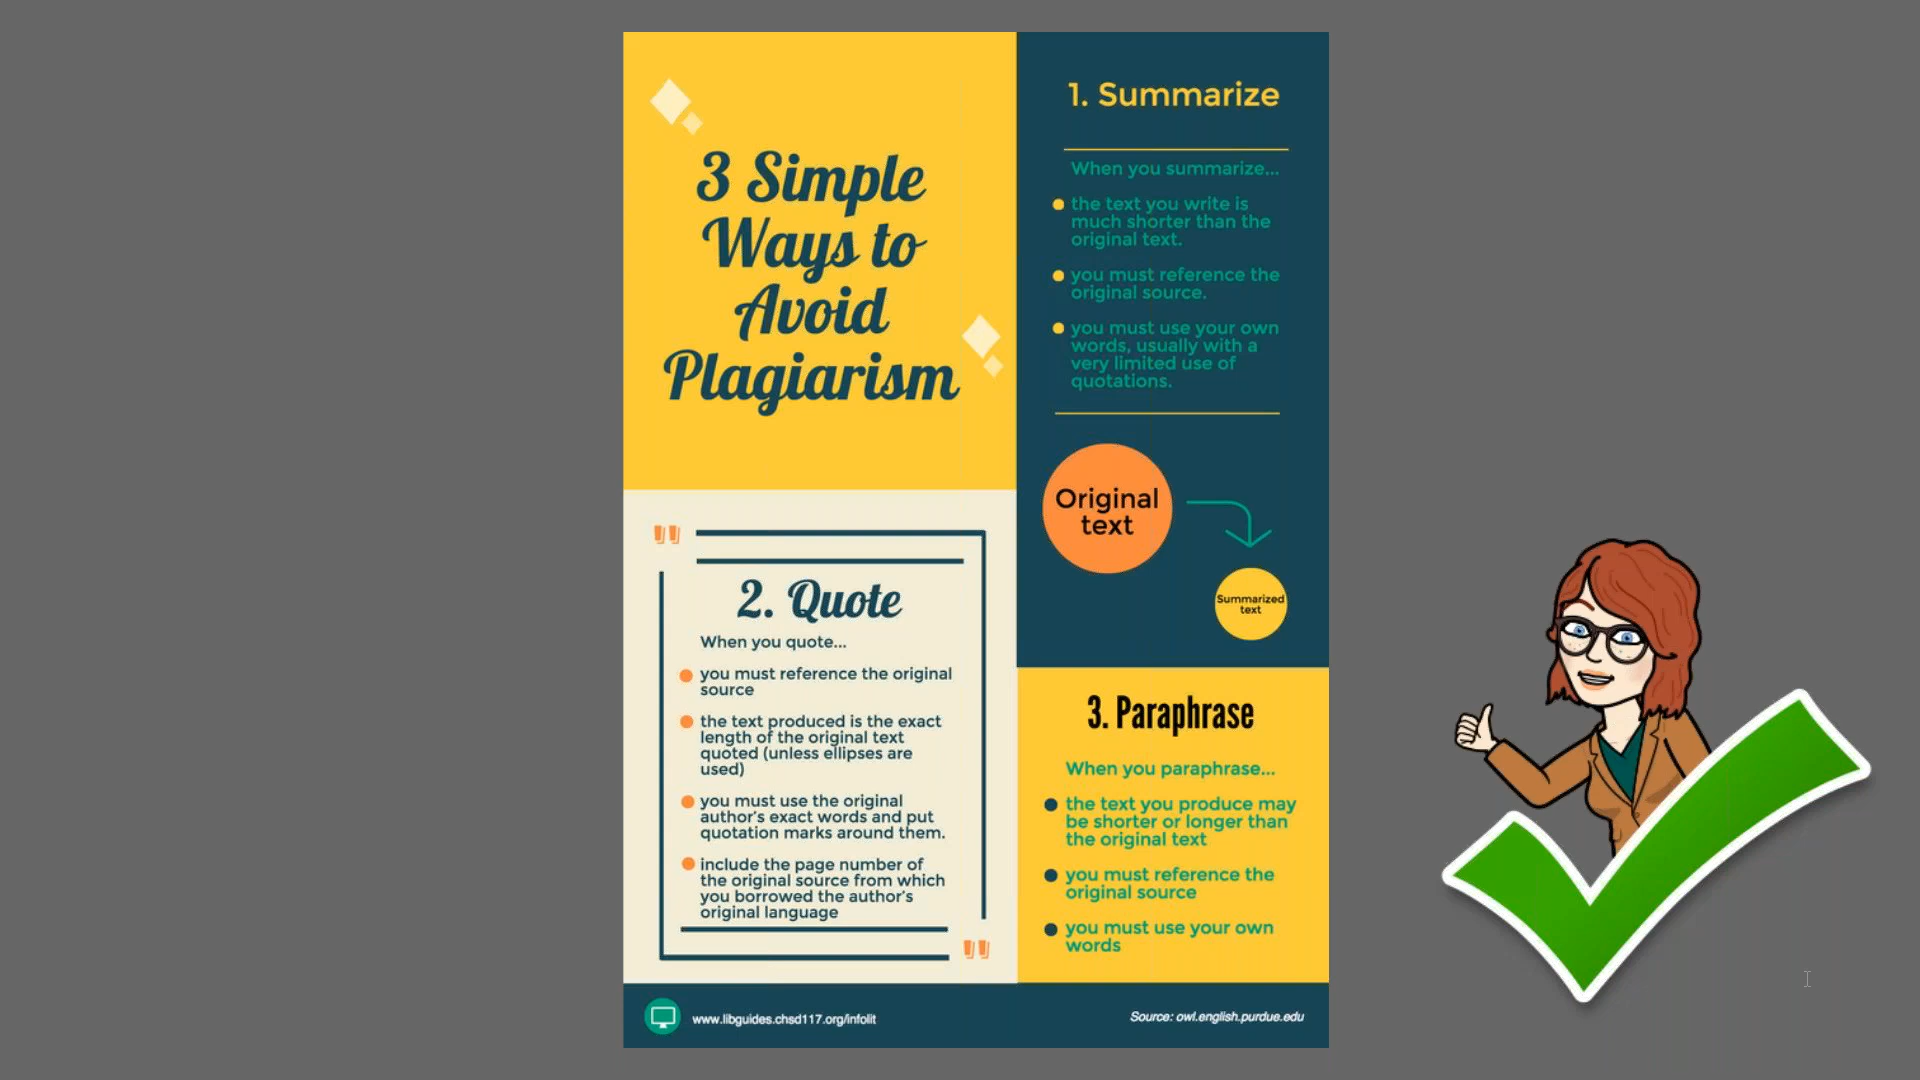 3 Simple
Ways to
Avoid
Plagiarism
1. Summarize
When you summarize...
the text you write is
much shorter than the
original text.
you must reference the
original source.
you must use your own
words, usually with a
very limited use of
quotations.
Original
text
Summarized
text
2. Quote
When you quote...
you must reference the original
source
the text produced is the exact
length of the original text
quoted (unless ellipses are
used)
you must use the original
author's exact words and put
quotation marks around them.
include the page number of
the original source from which
you borrowed the author's
original language
3. Paraphrase
When you paraphrase...
the text you produce may
be shorter or longer than
the original text
you must reference the
original source
you must use your own
words
www.libguides.chsd117.org/infolit
Source: owl.english.purdue.edu